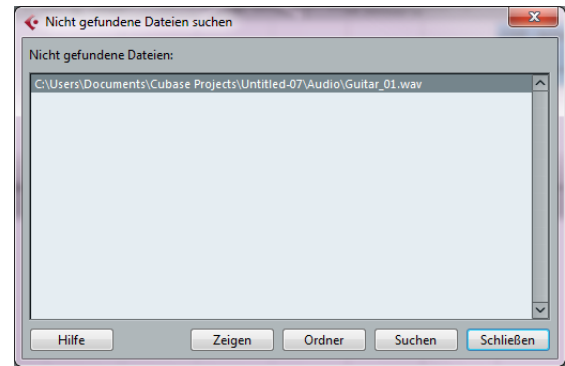 Nicht gefundene Dateien suchen
Nicht gefundene Dateien:
C:\Users\Documents\Cubase Projects\Untitled-07\Audio\Guitar_01.wav
Hilfe Zeigen Ordner Suchen Schließen